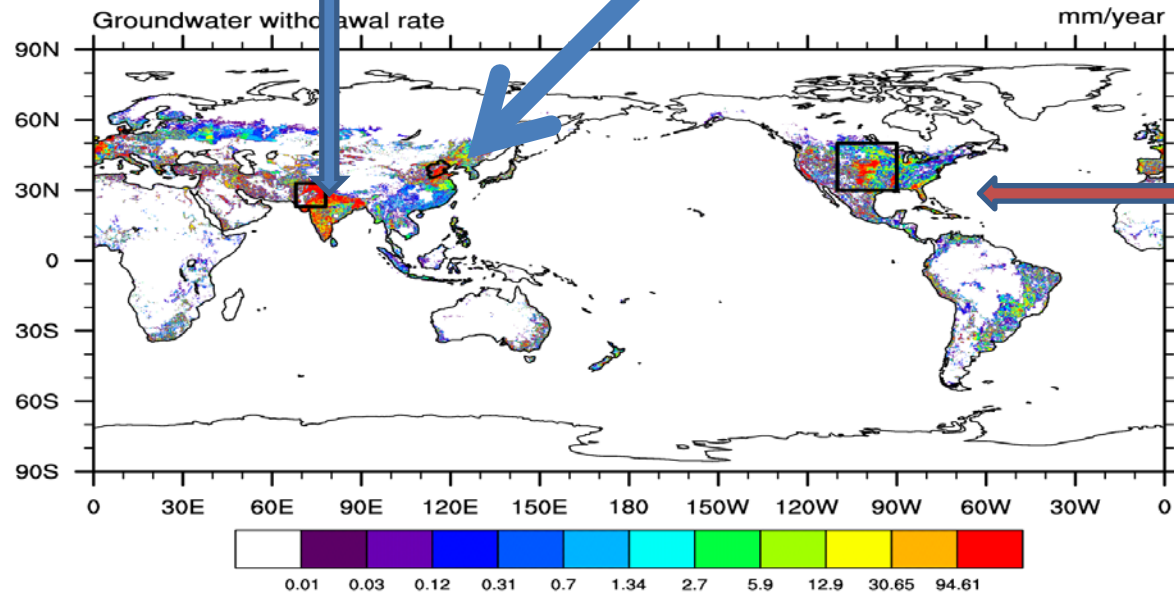 Groundwater withdrawal rate
mm/year
90N
60N
30N
0
30S
60S
90S
0 30E 60E 90E 120E 150E 180 150W 120W 90W 60W 30W 0
0.01 0.03 0.12 0.31 0.7 1.34 2.7 5.9 12.9 30.65 94.61